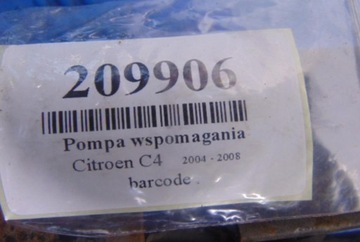 209906
Pompa wspomagania
Citroen C4 2004 - 2008
barcode